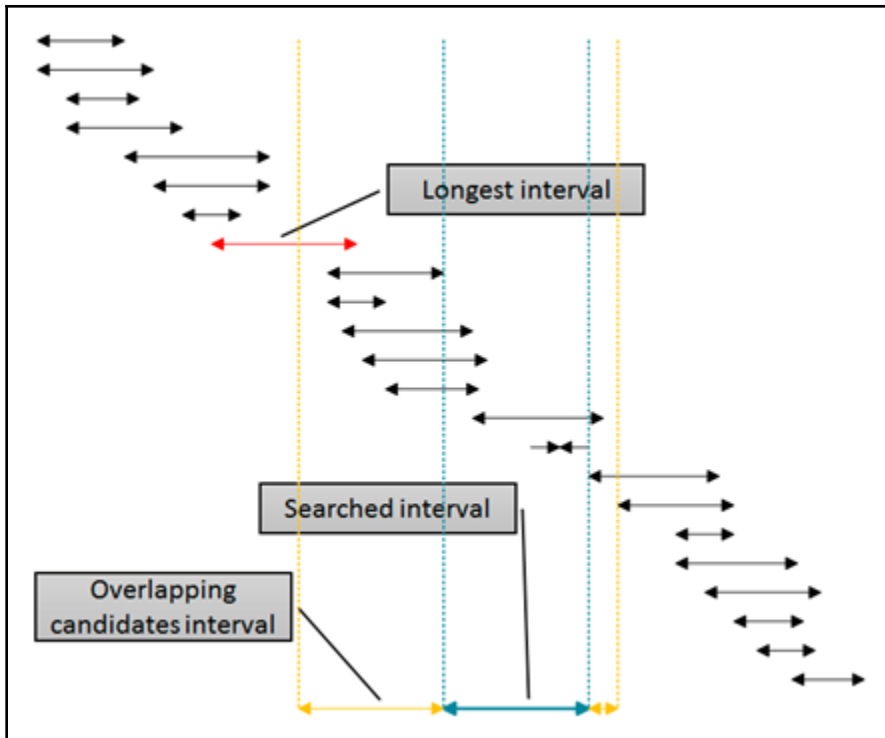 Longest interval
Searched interval
Overlapping
candidates interval